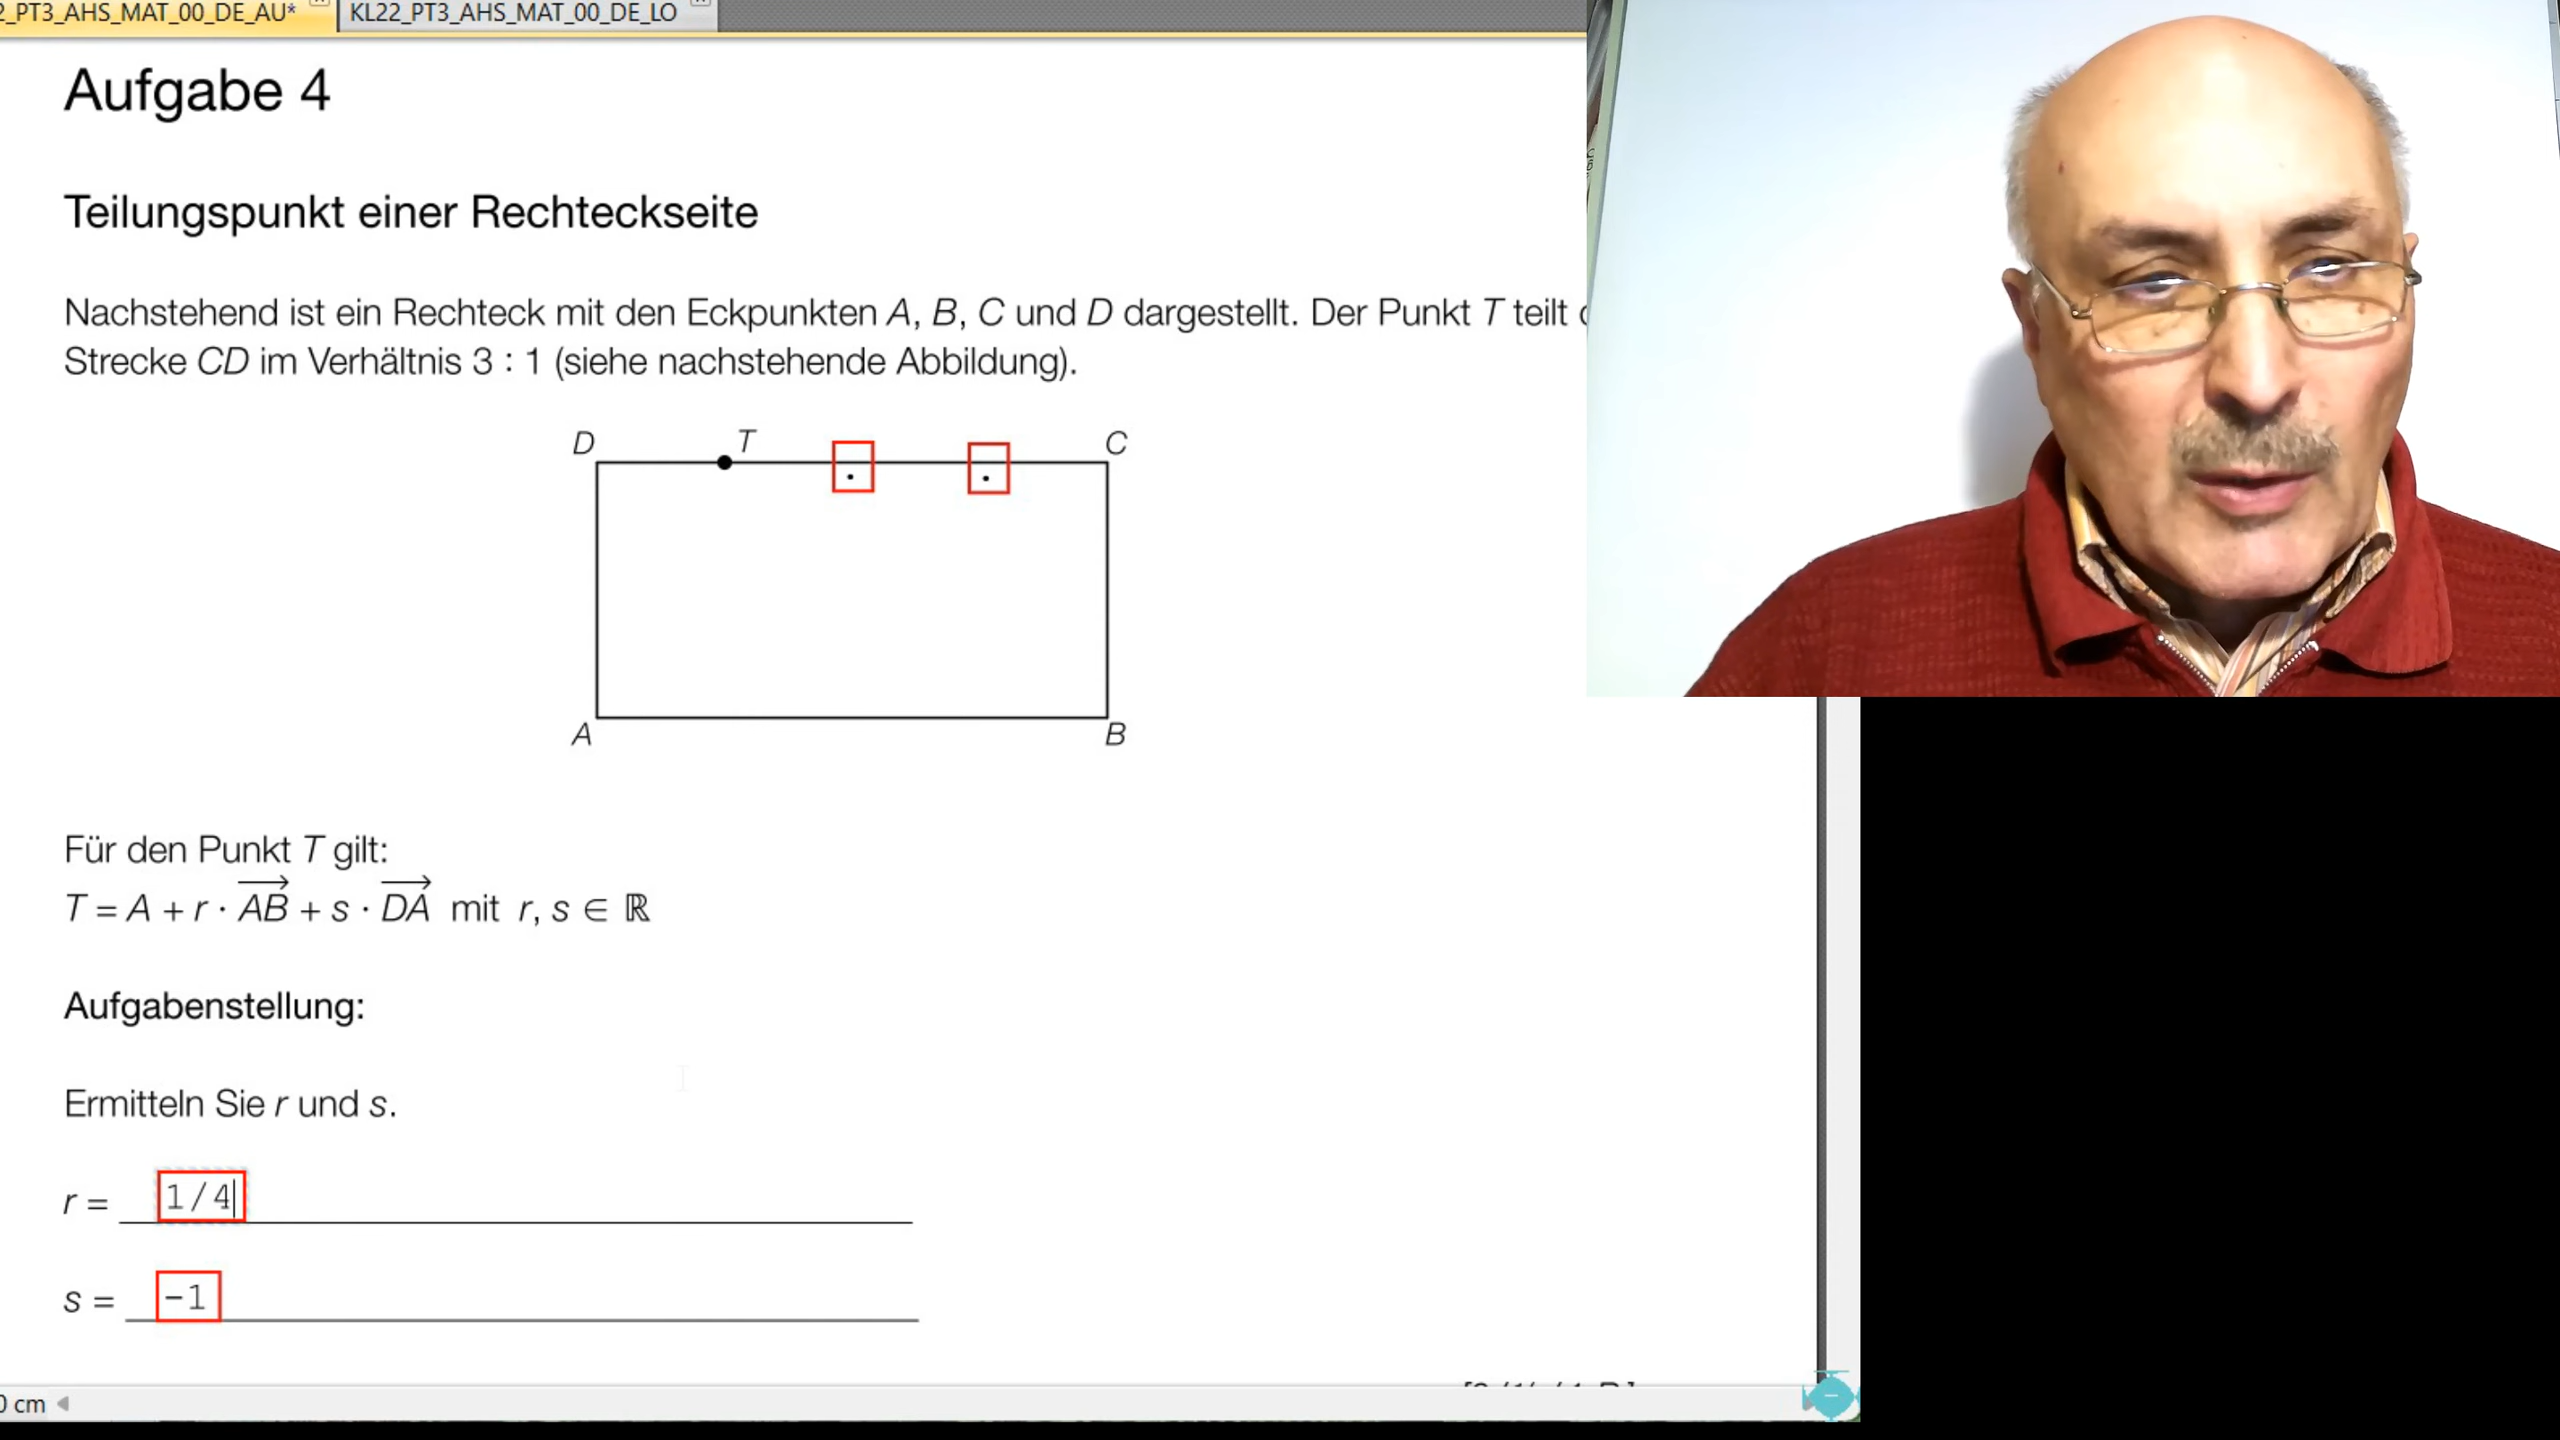 2_PT3_AHS_MAT_00_DE_AU* KL22_PT3_AHS_MAT_00_DE_LO
Aufgabe 4
Teilungspunkt einer Rechteckseite
Nachstehend ist ein Rechteck mit den Eckpunkten A, B, C und D dargestellt. Der Punkt T teilt
Strecke CD im Verhältnis 3 : 1 (siehe nachstehende Abbildung).
D T C
A B
Für den Punkt T gilt:
T = A + r · AB + s · DA mit r, s ∈ ℝ
Aufgabenstellung:
Ermitteln Sie r und s.
r = 1/4
s = -1
0 cm